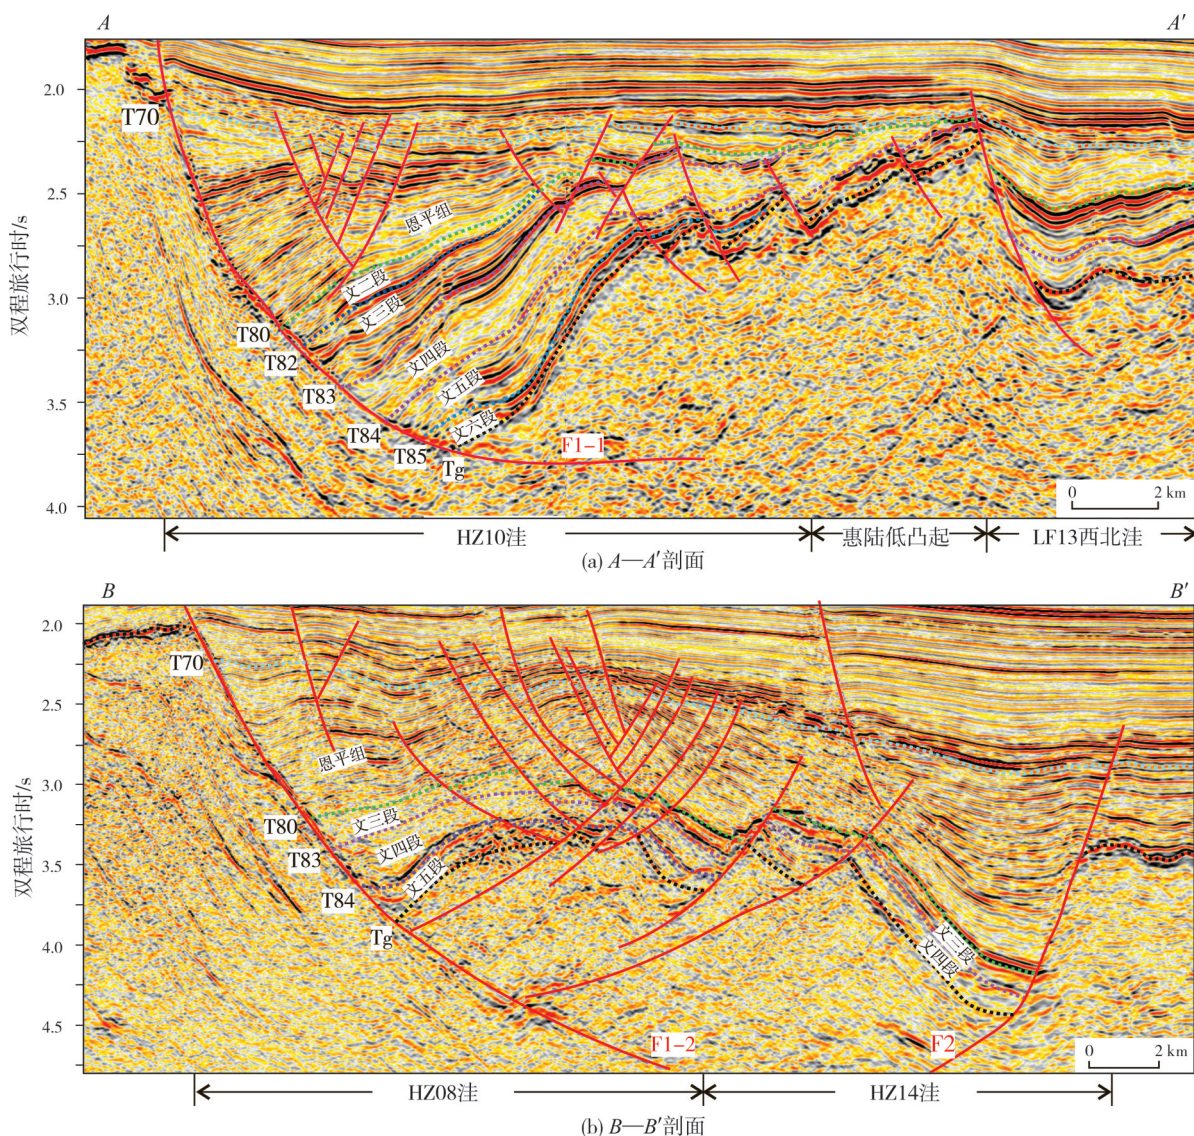 A A′
双程旅行时/s
2.0
2.5
3.0
3.5
4.0
T70
恩平组
文二段
文三段
文四段
文五段
文六段
T80
T82
T83
T84
T85
Tg
F1-1
0 2 km
HZ10洼 惠陆低凸起 LF13西北洼
(a) A—A′剖面
B B′
双程旅行时/s
2.0
2.5
3.0
3.5
4.0
4.5
T70
恩平组
文三段
文四段
文五段
T80
T83
T84
Tg
文三段
文四段
F1-2
F2
0 2 km
HZ08洼 HZ14洼
(b) B—B′剖面